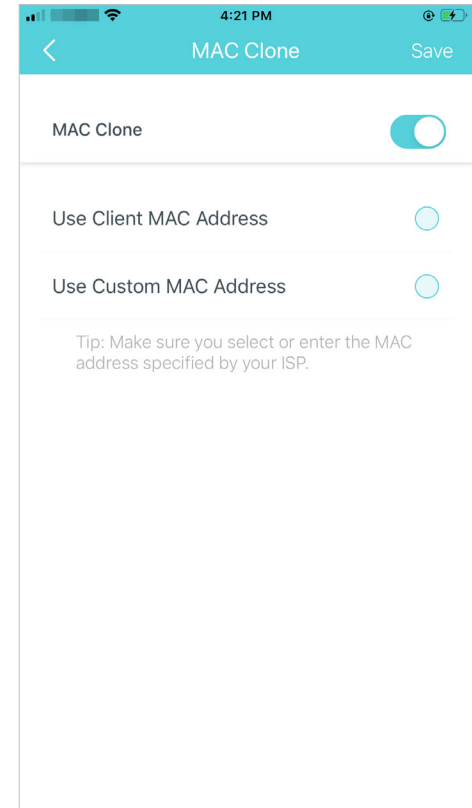 4:21 PM
MAC Clone
Save
MAC Clone
Use Client MAC Address
Use Custom MAC Address
Tip: Make sure you select or enter the MAC
address specified by your ISP.